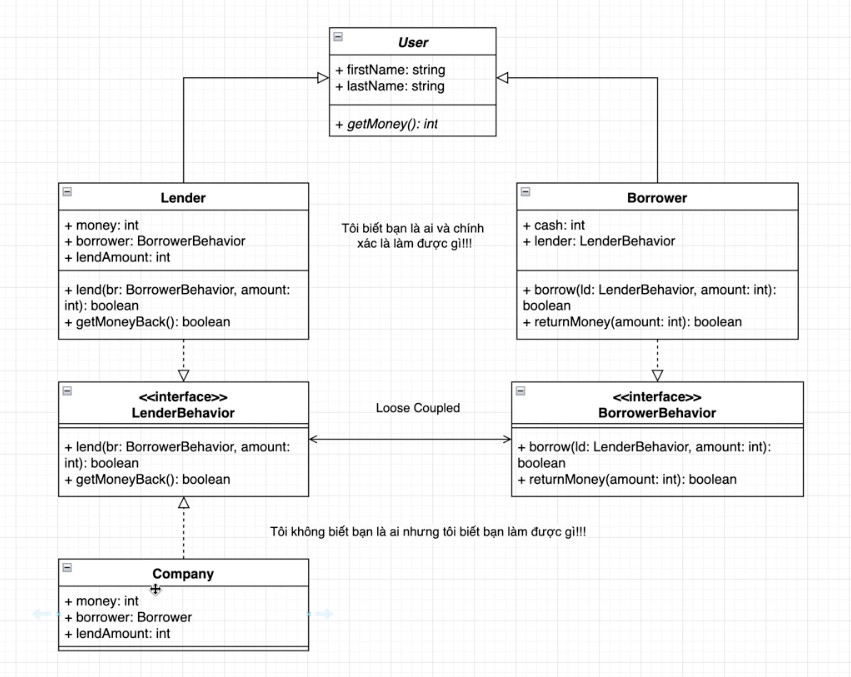 User
+ firstName: string
+ lastName: string
+ getMoney(): int
Lender
+ money: int
+ borrower: BorrowerBehavior
+ lendAmount: int
+ lend(br: BorrowerBehavior, amount:
int): boolean
+ getMoneyBack(): boolean
Tôi biết bạn là ai và chính
xác là làm được gì!!!
Borrower
+ cash: int
+ lender: LenderBehavior
+ borrow(ld: LenderBehavior, amount: int):
boolean
+ returnMoney(amount: int): boolean
<<interface>>
LenderBehavior
+ lend(br: BorrowerBehavior, amount:
int): boolean
+ getMoneyBack(): boolean
Loose Coupled
<<interface>>
BorrowerBehavior
+ borrow(ld: LenderBehavior, amount: int):
boolean
+ returnMoney(amount: int): boolean
Tôi không biết bạn là ai nhưng tôi biết bạn làm được gì!!!
Company
+ money: int
+ borrower: Borrower
+ lendAmount: int